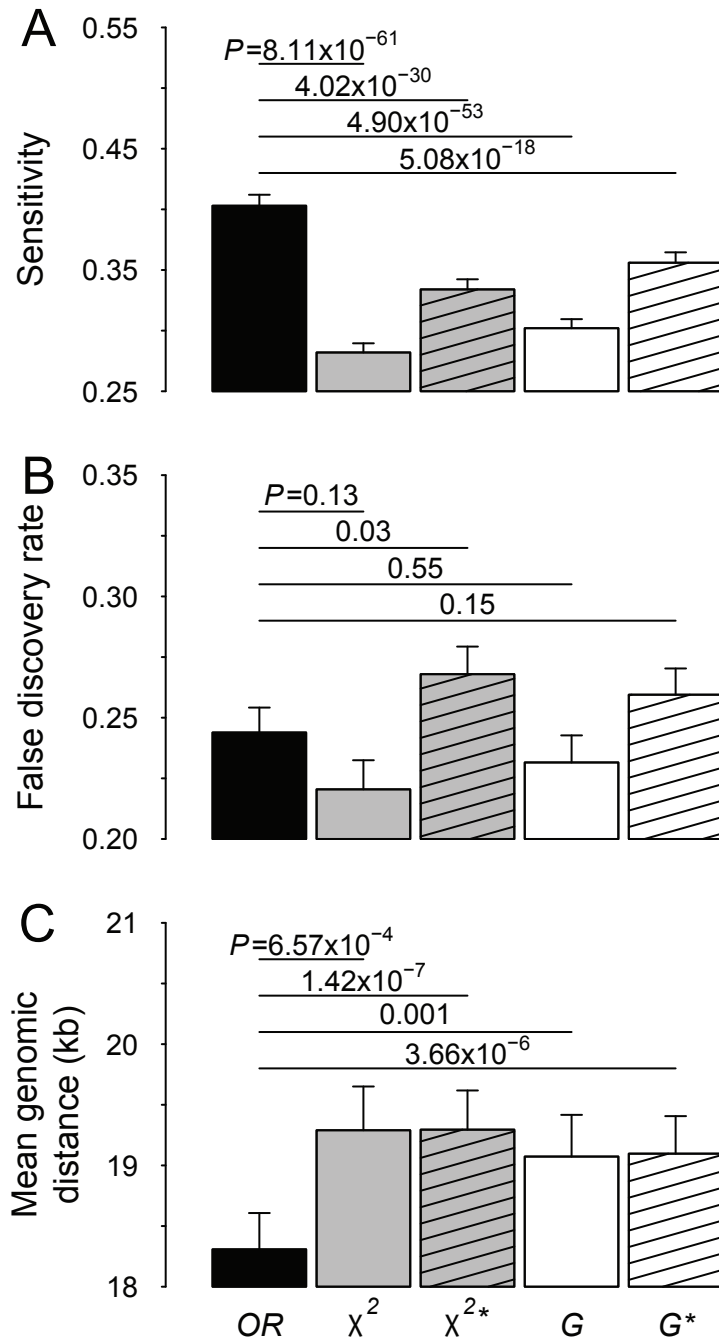 A
Sensitivity
0.55
0.45
0.35
0.25
P=8.11x10⁻⁶¹
4.02x10⁻³⁰
4.90x10⁻⁵³
5.08x10⁻¹⁸
B
False discovery rate
0.35
0.30
0.25
0.20
P=0.13
0.03
0.55
0.15
C
Mean genomic
distance (kb)
21
20
19
18
P=6.57x10⁻⁴
1.42x10⁻⁷
0.001
3.66x10⁻⁶
OR χ² χ²* G G*